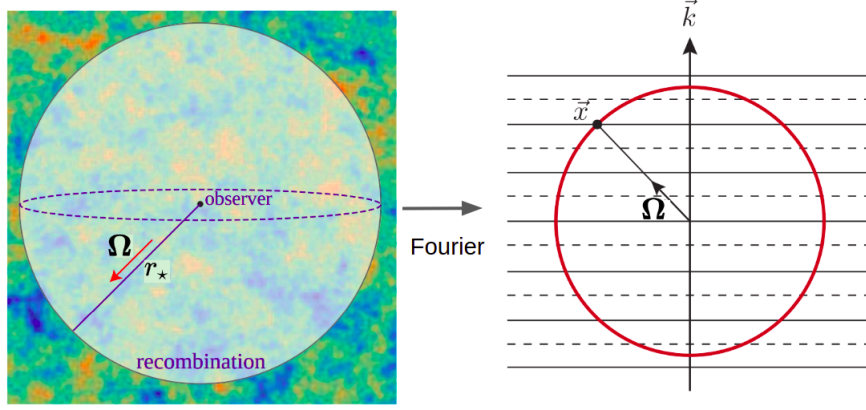 observer
Ω
r⋆
recombination
Fourier
k⃗
x⃗
Ω